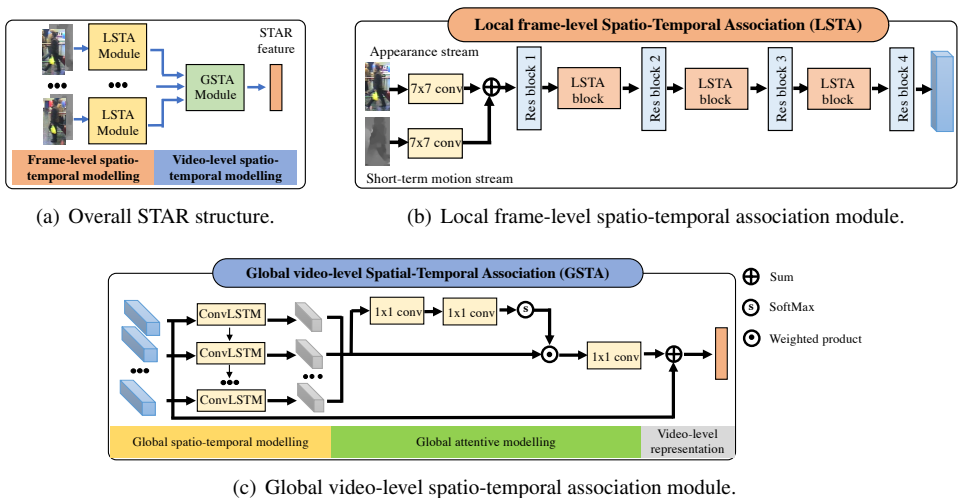 LSTA
Module
LSTA
Module
GSTA
Module
STAR
feature
Frame-level spatio-
temporal modelling
Video-level spatio-
temporal modelling
(a) Overall STAR structure.
Local frame-level Spatio-Temporal Association (LSTA)
Appearance stream
7x7 conv
7x7 conv
Short-term motion stream
Res block 1
LSTA
block
Res block 2
LSTA
block
Res block 3
LSTA
block
Res block 4
(b) Local frame-level spatio-temporal association module.
Global video-level Spatial-Temporal Association (GSTA)
ConvLSTM
ConvLSTM
ConvLSTM
1x1 conv
1x1 conv
s
1x1 conv
Sum
s
SoftMax
Weighted product
Global spatio-temporal modelling
Global attentive modelling
Video-level
representation
(c) Global video-level spatio-temporal association module.